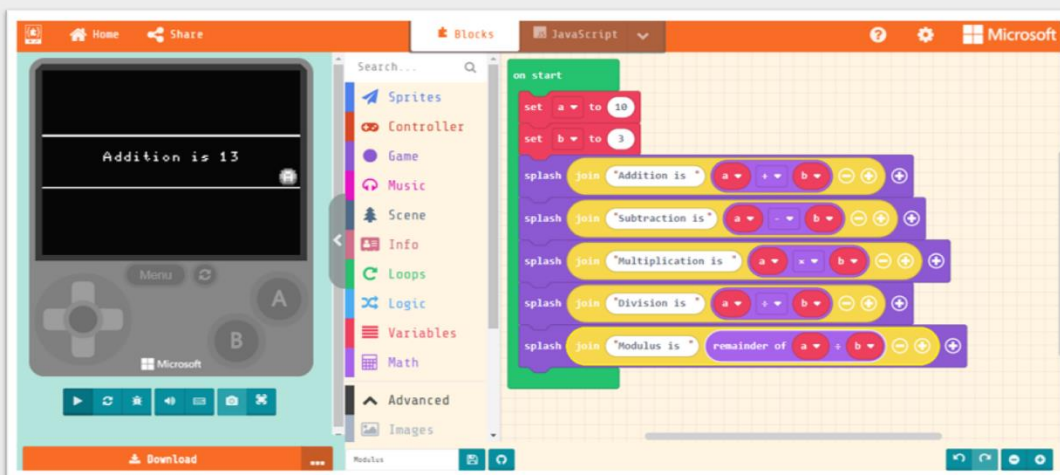 Home Share Blocks JavaScript Microsoft
Addition is 13
Menu
A
B
Microsoft
Download
Search...
Sprites
Controller
Game
Music
Scene
Info
Loops
Logic
Variables
Math
Advanced
Images
Modulus
on start
set a to 10
set b to 3
splash join "Addition is " a + b
splash join "Subtraction is" a - b
splash join "Multiplication is " a × b
splash join "Division is " a ÷ b
splash join "Modulus is " remainder of a ÷ b